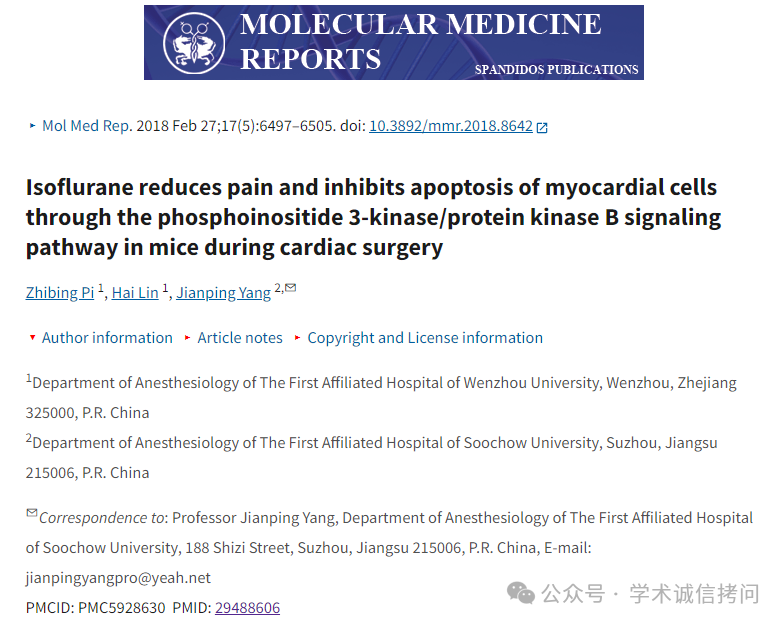 MOLECULAR MEDICINE
REPORTS
SPANDIDOS PUBLICATIONS
Mol Med Rep. 2018 Feb 27;17(5):6497–6505. doi: 10.3892/mmr.2018.8642
Isoflurane reduces pain and inhibits apoptosis of myocardial cells
through the phosphoinositide 3-kinase/protein kinase B signaling
pathway in mice during cardiac surgery
Zhibing Pi 1, Hai Lin 1, Jianping Yang 2,✉
Author information Article notes Copyright and License information
1Department of Anesthesiology of The First Affiliated Hospital of Wenzhou University, Wenzhou, Zhejiang
325000, P.R. China
2Department of Anesthesiology of The First Affiliated Hospital of Soochow University, Suzhou, Jiangsu
215006, P.R. China
✉Correspondence to: Professor Jianping Yang, Department of Anesthesiology of The First Affiliated Hospital
of Soochow University, 188 Shizi Street, Suzhou, Jiangsu 215006, P.R. China, E-mail:
jianpingyangpro@yeah.net
PMCID: PMC5928630 PMID: 29488606
公众号 · 学术诚信拷问